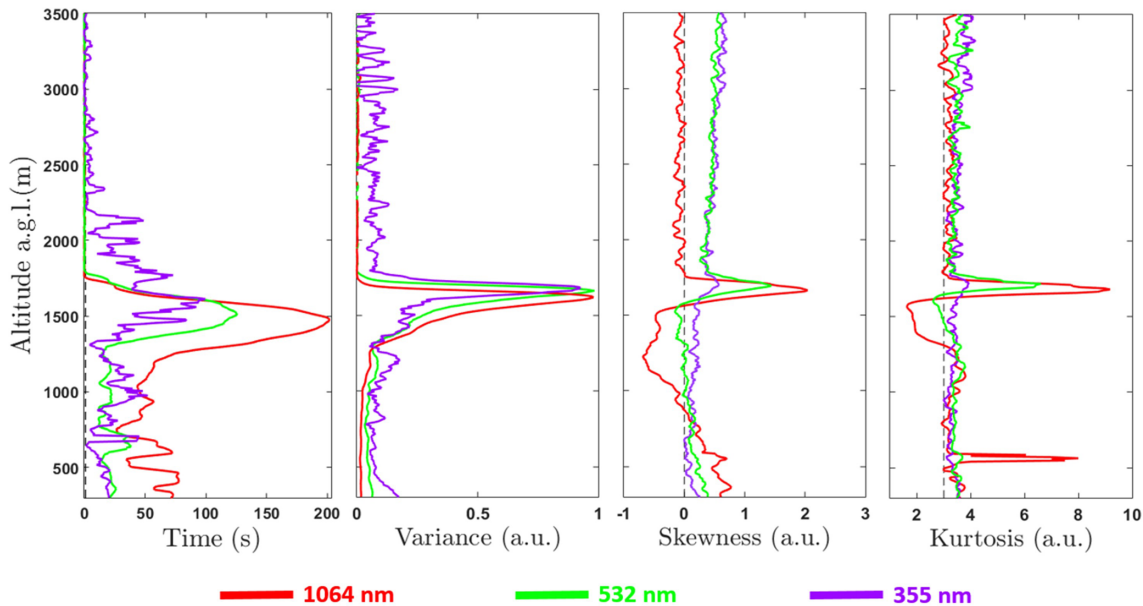 3500
3000
2500
2000
1500
1000
500
Altitude a.g.l.(m)
0 50 100 150 200
0 0.5 1
-1 0 1 2 3
2 4 6 8 10
Time (s)
Variance (a.u.)
Skewness (a.u.)
Kurtosis (a.u.)
1064 nm
532 nm
355 nm